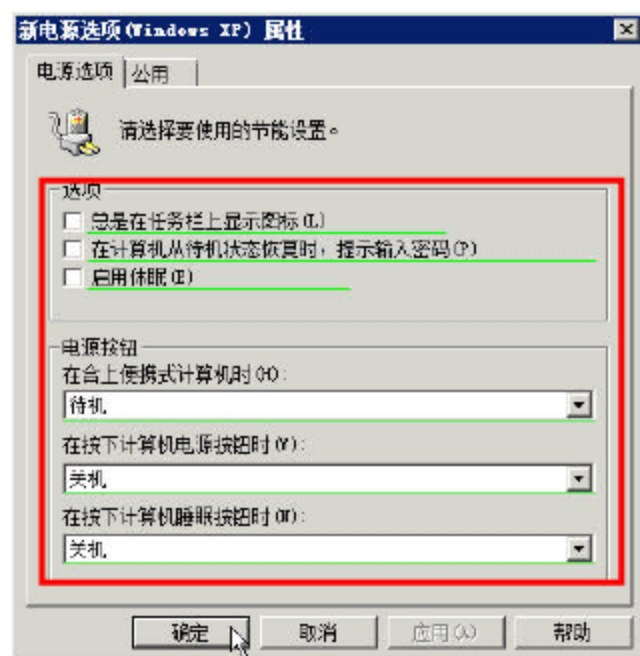 新电源选项(Windows XP) 属性
电源选项 公用
请选择要使用的节能设置。
选项
总是在任务栏上显示图标(L)
在计算机从待机状态恢复时，提示输入密码(P)
启用休眠(E)
电源按钮
在合上便携式计算机时(H):
待机
在按下计算机电源按钮时(Y):
关机
在按下计算机睡眠按钮时(W):
关机
确定 取消 应用(A) 帮助